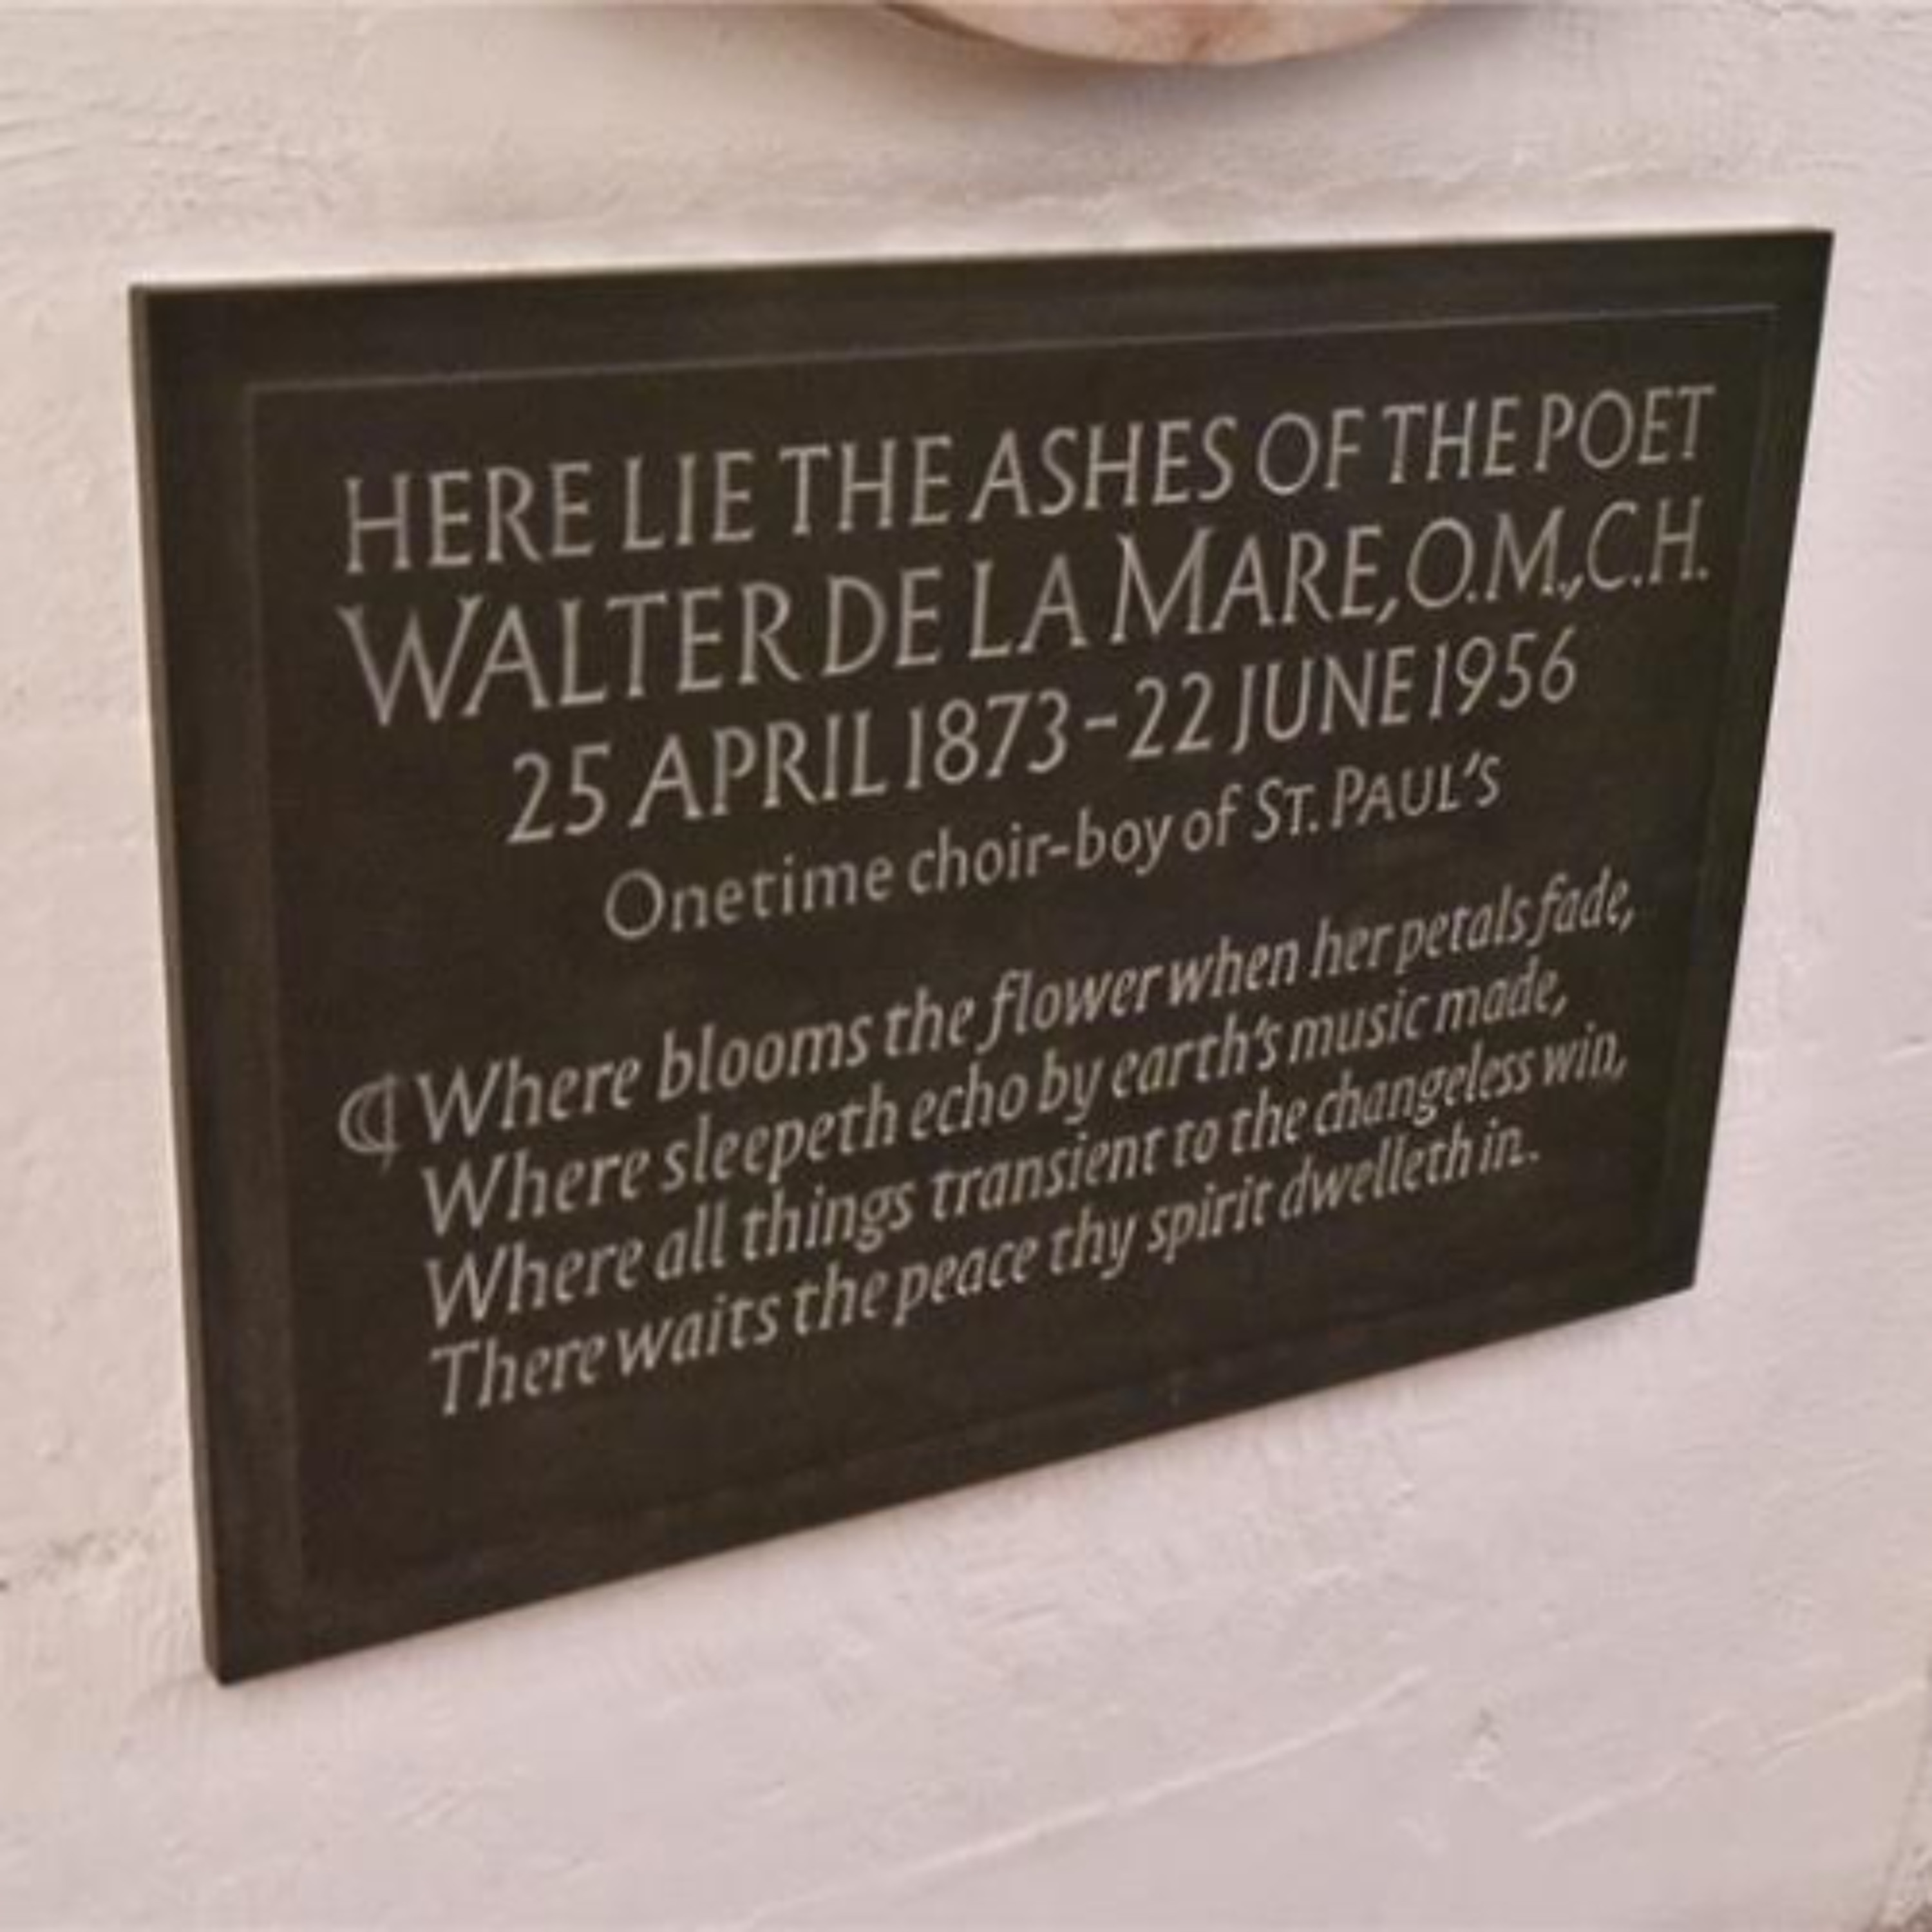 HERE LIE THE ASHES OF THE POET
WALTER DE LA MARE, O.M., C.H.
25 APRIL 1873 – 22 JUNE 1956
Onetime choir-boy of ST. PAUL'S
¶ Where blooms the flower when her petals fade,
Where sleepeth echo by earth's music made,
Where all things transient to the changeless win,
There waits the peace thy spirit dwelleth in.